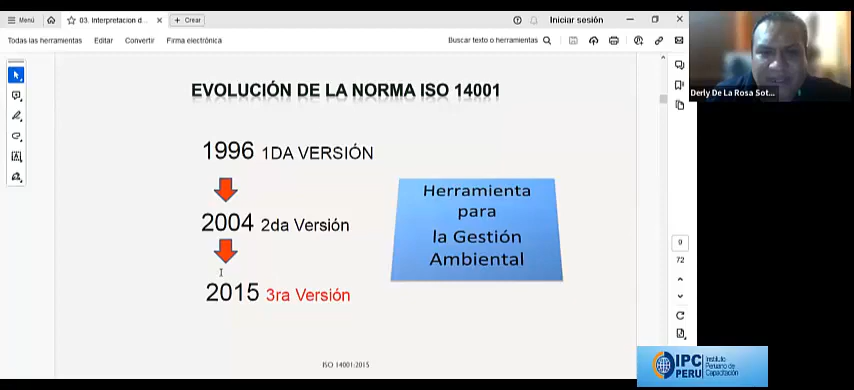 Menú
03. Interpretacion d...
Crear
Iniciar sesión
Todas las herramientas
Editar
Convertir
Firma electrónica
Buscar texto o herramientas
EVOLUCIÓN DE LA NORMA ISO 14001
1996 1DA VERSIÓN
2004 2da Versión
2015 3ra Versión
Herramienta
para
la Gestión
Ambiental
ISO 14001:2015
9
72
Derly De La Rosa Sot...
IPC
PERU
Instituto
Peruano de
Capacitación